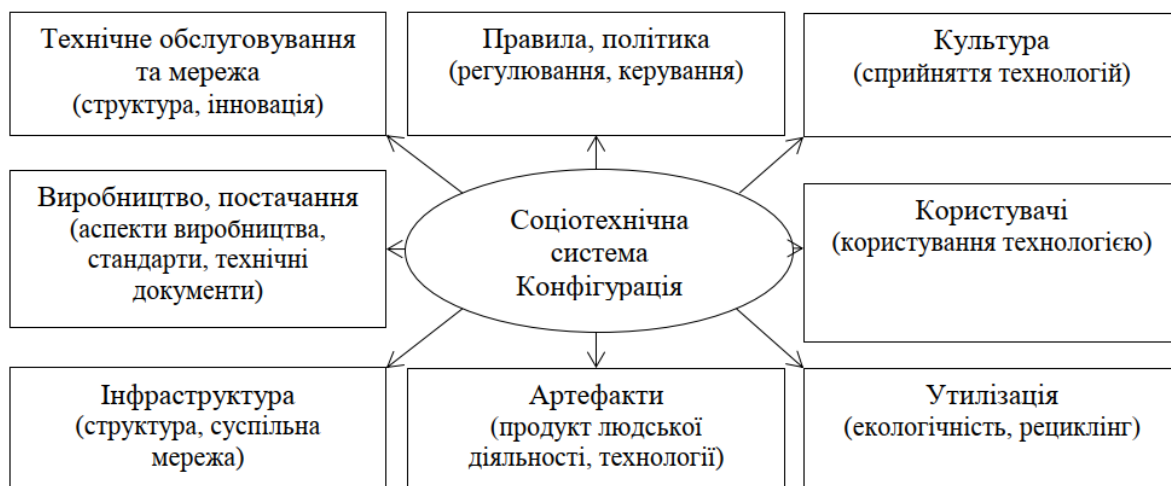 Технічне обслуговування
та мережа
(структура, інновація)
Правила, політика
(регулювання, керування)
Культура
(сприйняття технологій)
Виробництво, постачання
(аспекти виробництва,
стандарти, технічні
документи)
Соціотехнічна
система
Конфігурація
Користувачі
(користування технологією)
Інфраструктура
(структура, суспільна
мережа)
Артефакти
(продукт людської
діяльності, технології)
Утилізація
(екологічність, рециклінг)